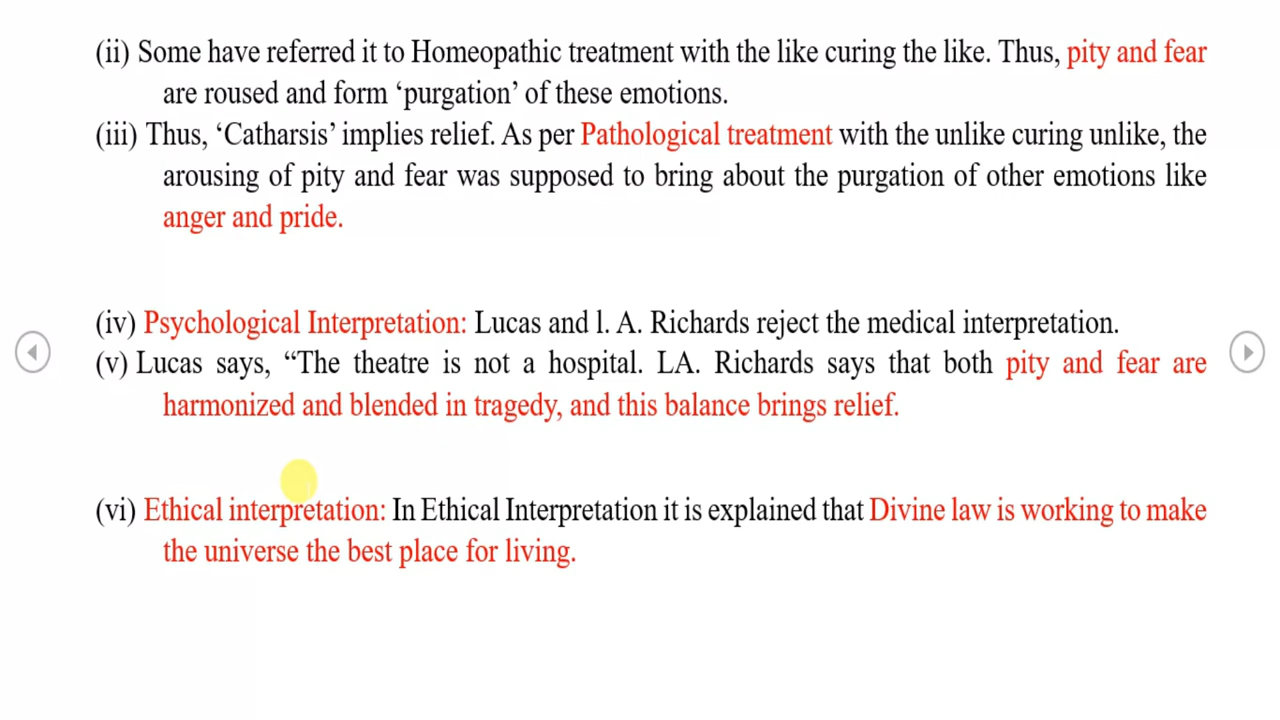 (ii) Some have referred it to Homeopathic treatment with the like curing the like. Thus, pity and fear
are roused and form ‘purgation’ of these emotions.
(iii) Thus, ‘Catharsis’ implies relief. As per Pathological treatment with the unlike curing unlike, the
arousing of pity and fear was supposed to bring about the purgation of other emotions like
anger and pride.
(iv) Psychological Interpretation: Lucas and l. A. Richards reject the medical interpretation.
(v) Lucas says, “The theatre is not a hospital. LA. Richards says that both pity and fear are
harmonized and blended in tragedy, and this balance brings relief.
(vi) Ethical interpretation: In Ethical Interpretation it is explained that Divine law is working to make
the universe the best place for living.